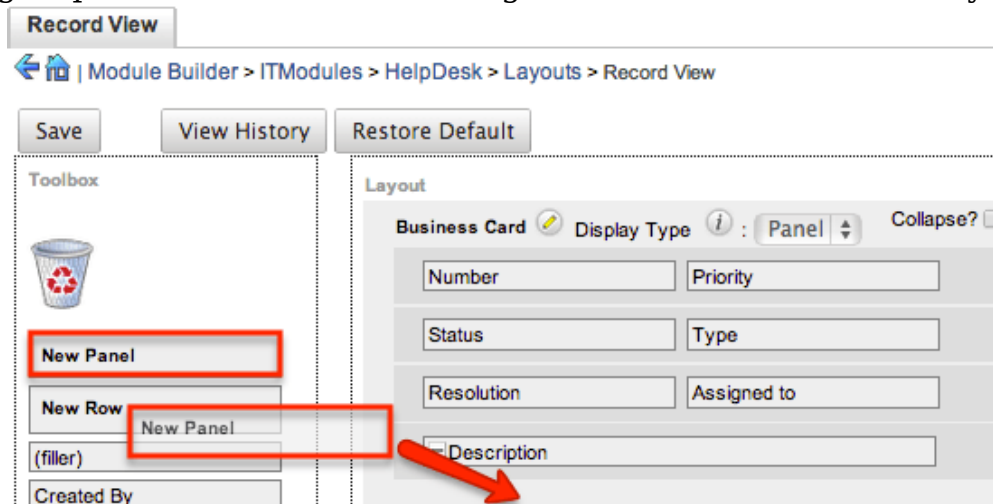 Record View
| Module Builder > ITModules > HelpDesk > Layouts > Record View
Save View History Restore Default
Toolbox
Layout
Business Card Display Type i : Panel Collapse?
Number Priority
Status Type
New Panel
Resolution Assigned to
New Row
New Panel
Description
(filler)
Created By